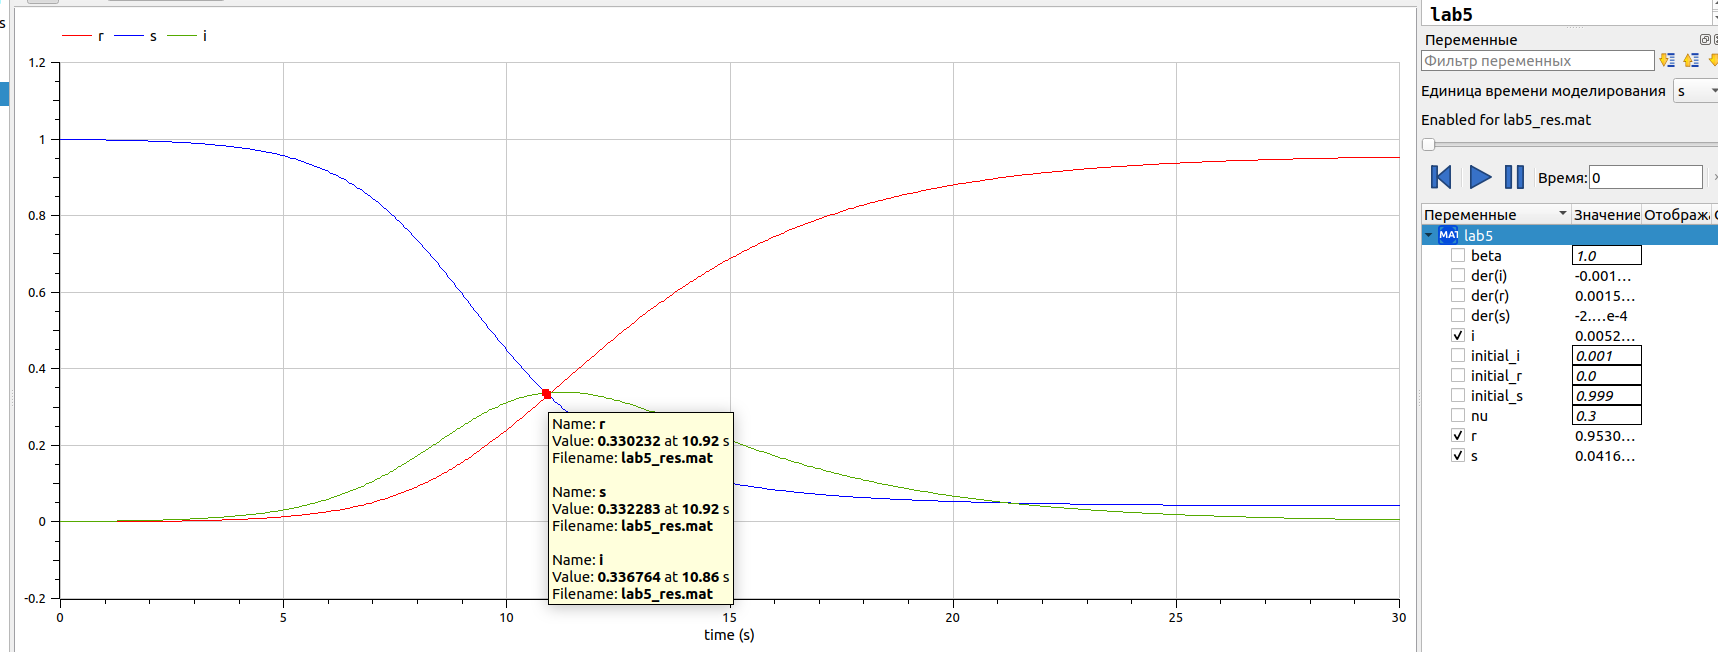 r s i
1.2
1
0.8
0.6
0.4
0.2
0
-0.2
0 5 10 15 20 25 30
time (s)
Name: r
Value: 0.330232 at 10.92 s
Filename: lab5_res.mat
Name: s
Value: 0.332283 at 10.92 s
Filename: lab5_res.mat
Name: i
Value: 0.336764 at 10.86 s
Filename: lab5_res.mat
lab5
Переменные
Фильтр переменных
Единица времени моделирования s
Enabled for lab5_res.mat
Время: 0
Переменные Значение Отображ
MAT lab5
beta 1.0
der(i) -0.001...
der(r) 0.0015...
der(s) -2....e-4
i 0.0052...
initial_i 0.001
initial_r 0.0
initial_s 0.999
nu 0.3
r 0.9530...
s 0.0416...